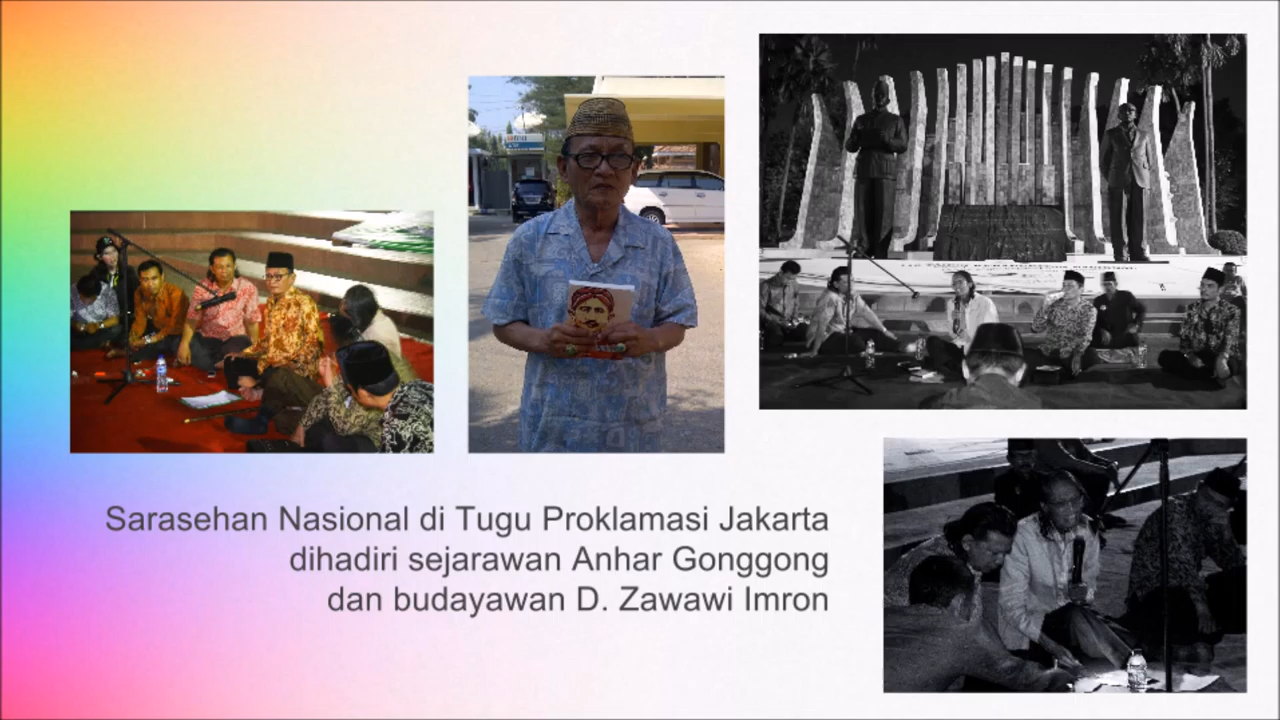 Sarasehan Nasional di Tugu Proklamasi Jakarta
dihadiri sejarawan Anhar Gonggong
dan budayawan D. Zawawi Imron